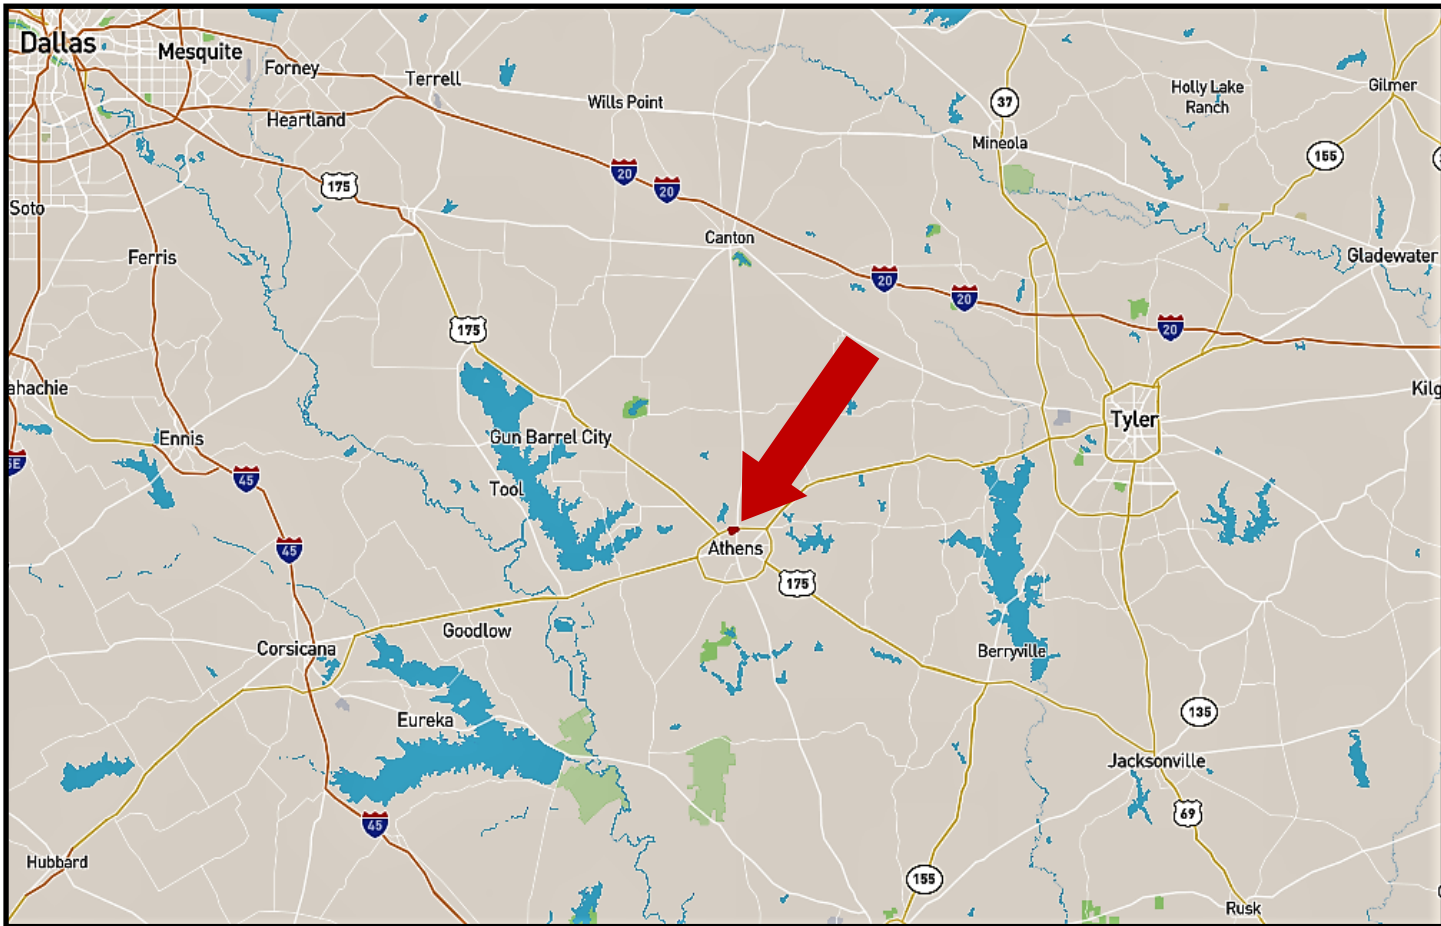 Dallas
Mesquite
Forney
Terrell
Heartland
Wills Point
37
Mineola
Holly Lake
Ranch
Gilmer
155
20
20
175
Soto
Canton
Ferris
20
20
20
Gladewater
175
ahachie
Kilg
Tyler
Ennis
Gun Barrel City
5E
45
Tool
45
Athens
175
Goodlow
Corsicana
Berryville
Eureka
135
Jacksonville
69
45
Hubbard
155
Rusk